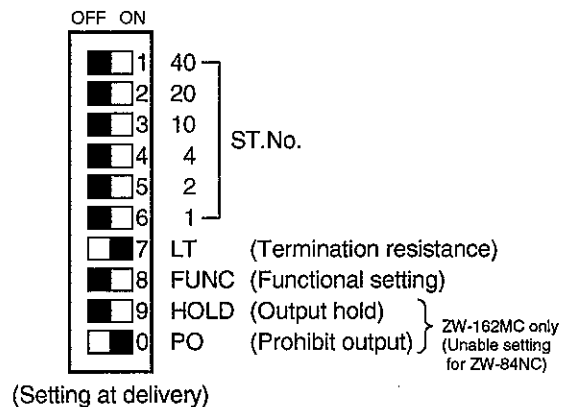 OFF ON
1 40
2 20
3 10
ST.No.
4 4
5 2
6 1
7 LT (Termination resistance)
8 FUNC (Functional setting)
9 HOLD (Output hold)
0 PO (Prohibit output)
ZW-162MC only
(Unable setting
for ZW-84NC)
(Setting at delivery)